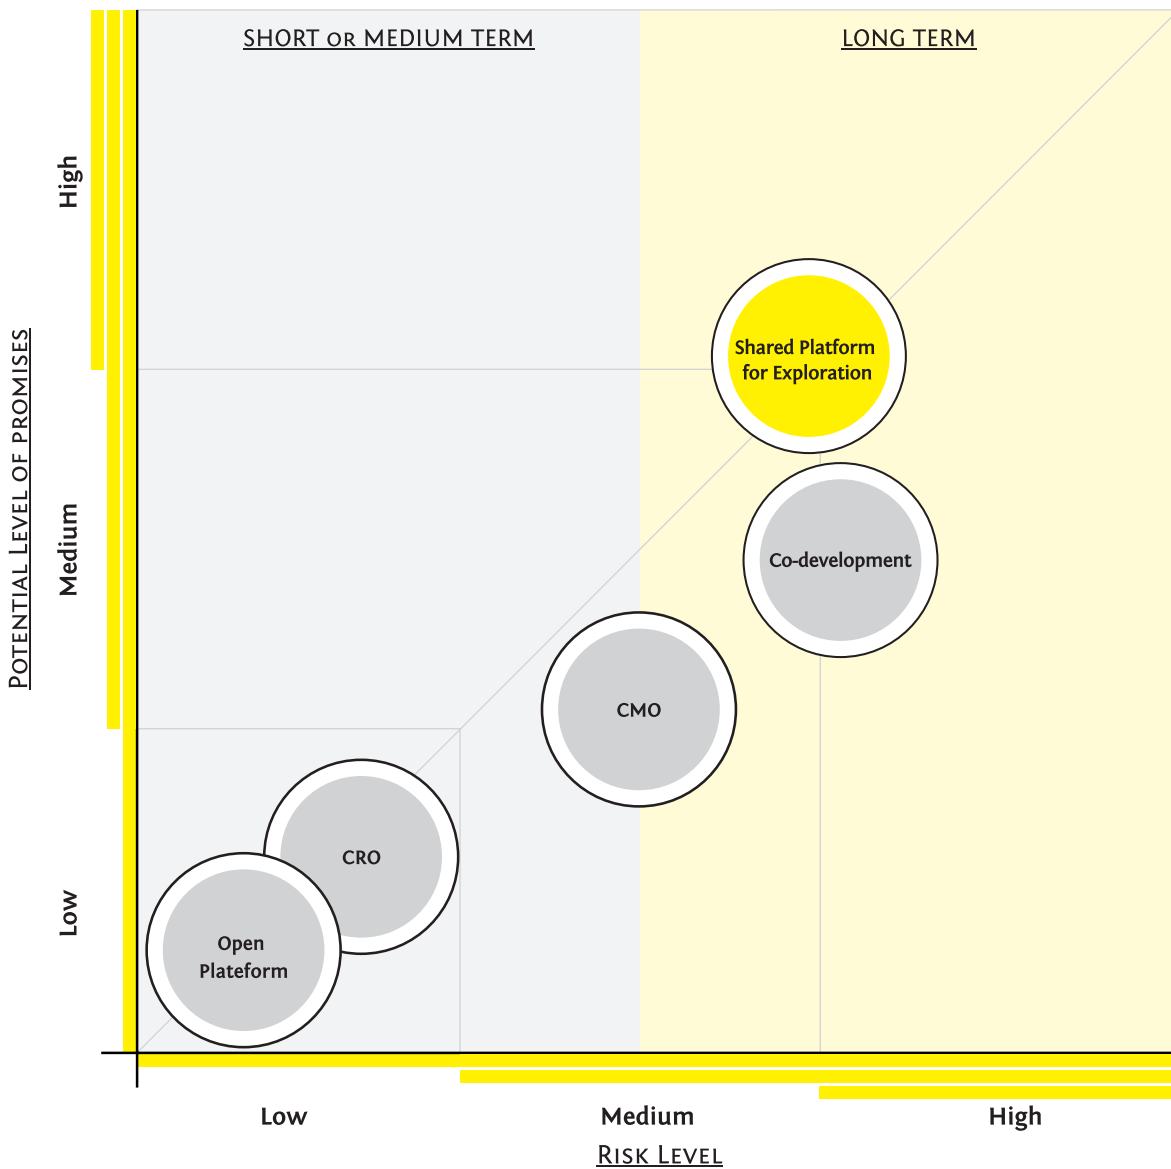 SHORT OR MEDIUM TERM
LONG TERM
High
Medium
Low
POTENTIAL LEVEL OF PROMISES
Shared Platform
for Exploration
Co-development
CMO
CRO
Open
Plateform
Low
Medium
High
RISK LEVEL